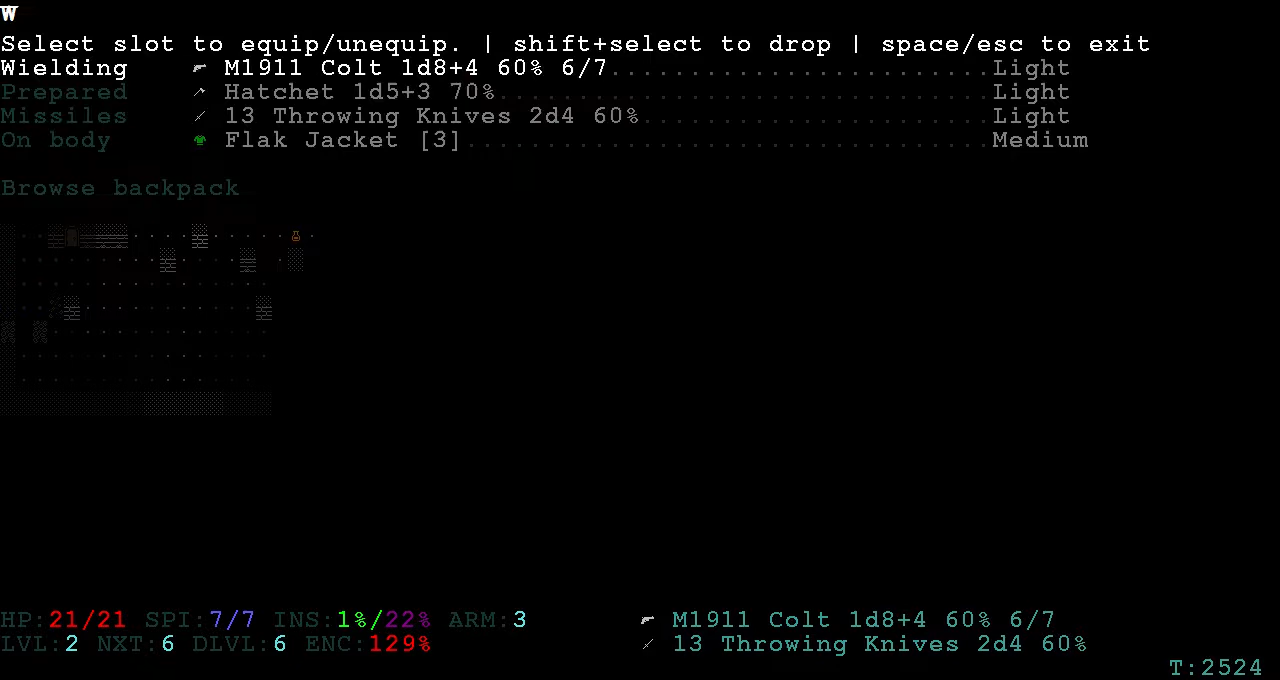 W
Select slot to equip/unequip. | shift+select to drop | space/esc to exit
Wielding M1911 Colt 1d8+4 60% 6/7........................Light
Prepared Hatchet 1d5+3 70%...............................Light
Missiles 13 Throwing Knives 2d4 60%......................Light
On body Flak Jacket [3].................................Medium
Browse backpack
HP:21/21 SPI:7/7 INS:1%/22% ARM:3 M1911 Colt 1d8+4 60% 6/7
LVL:2 NXT:6 DLVL:6 ENC:129% 13 Throwing Knives 2d4 60%
T:2524